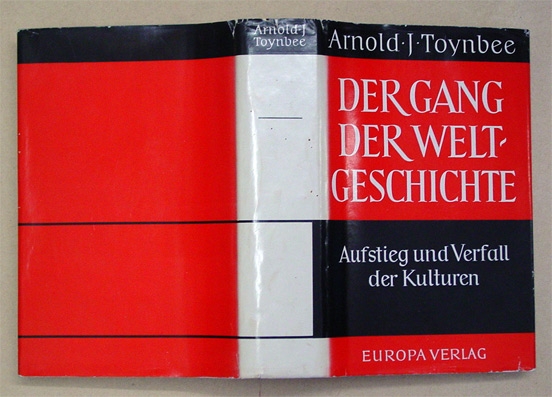 Arnold·J
Toynbee
Arnold·J·Toynbee
DER GANG
DER WELT-
GESCHICHTE
Aufstieg und Verfall
der Kulturen
EUROPA VERLAG